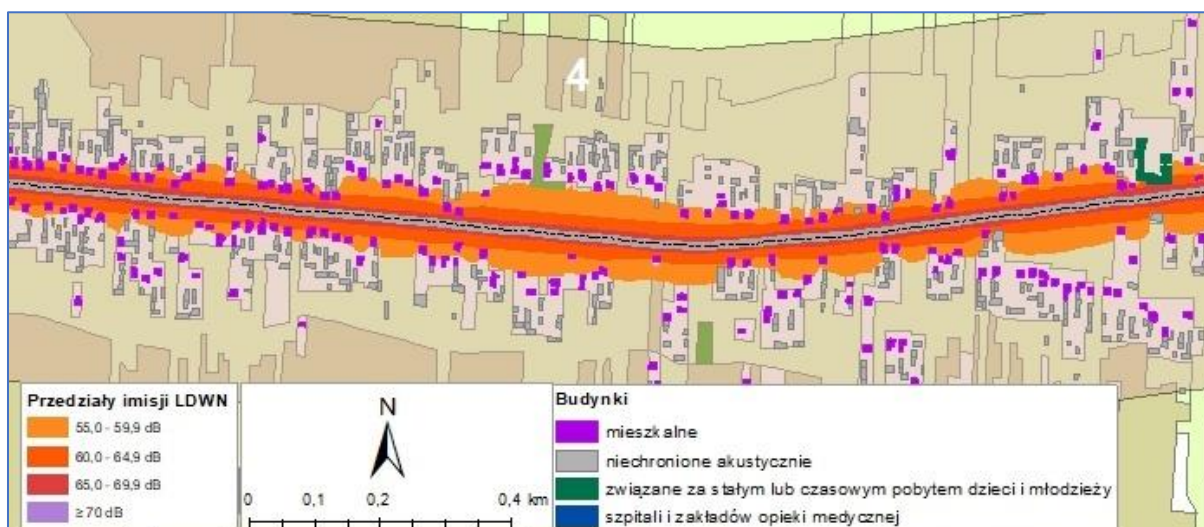 4
Przedziały imisji LDWN
55,0 - 59,9 dB
60,0 - 64,9 dB
65,0 - 69,9 dB
≥70 dB
N
0 0,1 0,2 0,4 km
Budynki
mieszkalne
niechronione akustycznie
związane za stałym lub czasowym pobytem dzieci i młodzieży
szpitali i zakładów opieki medycznej